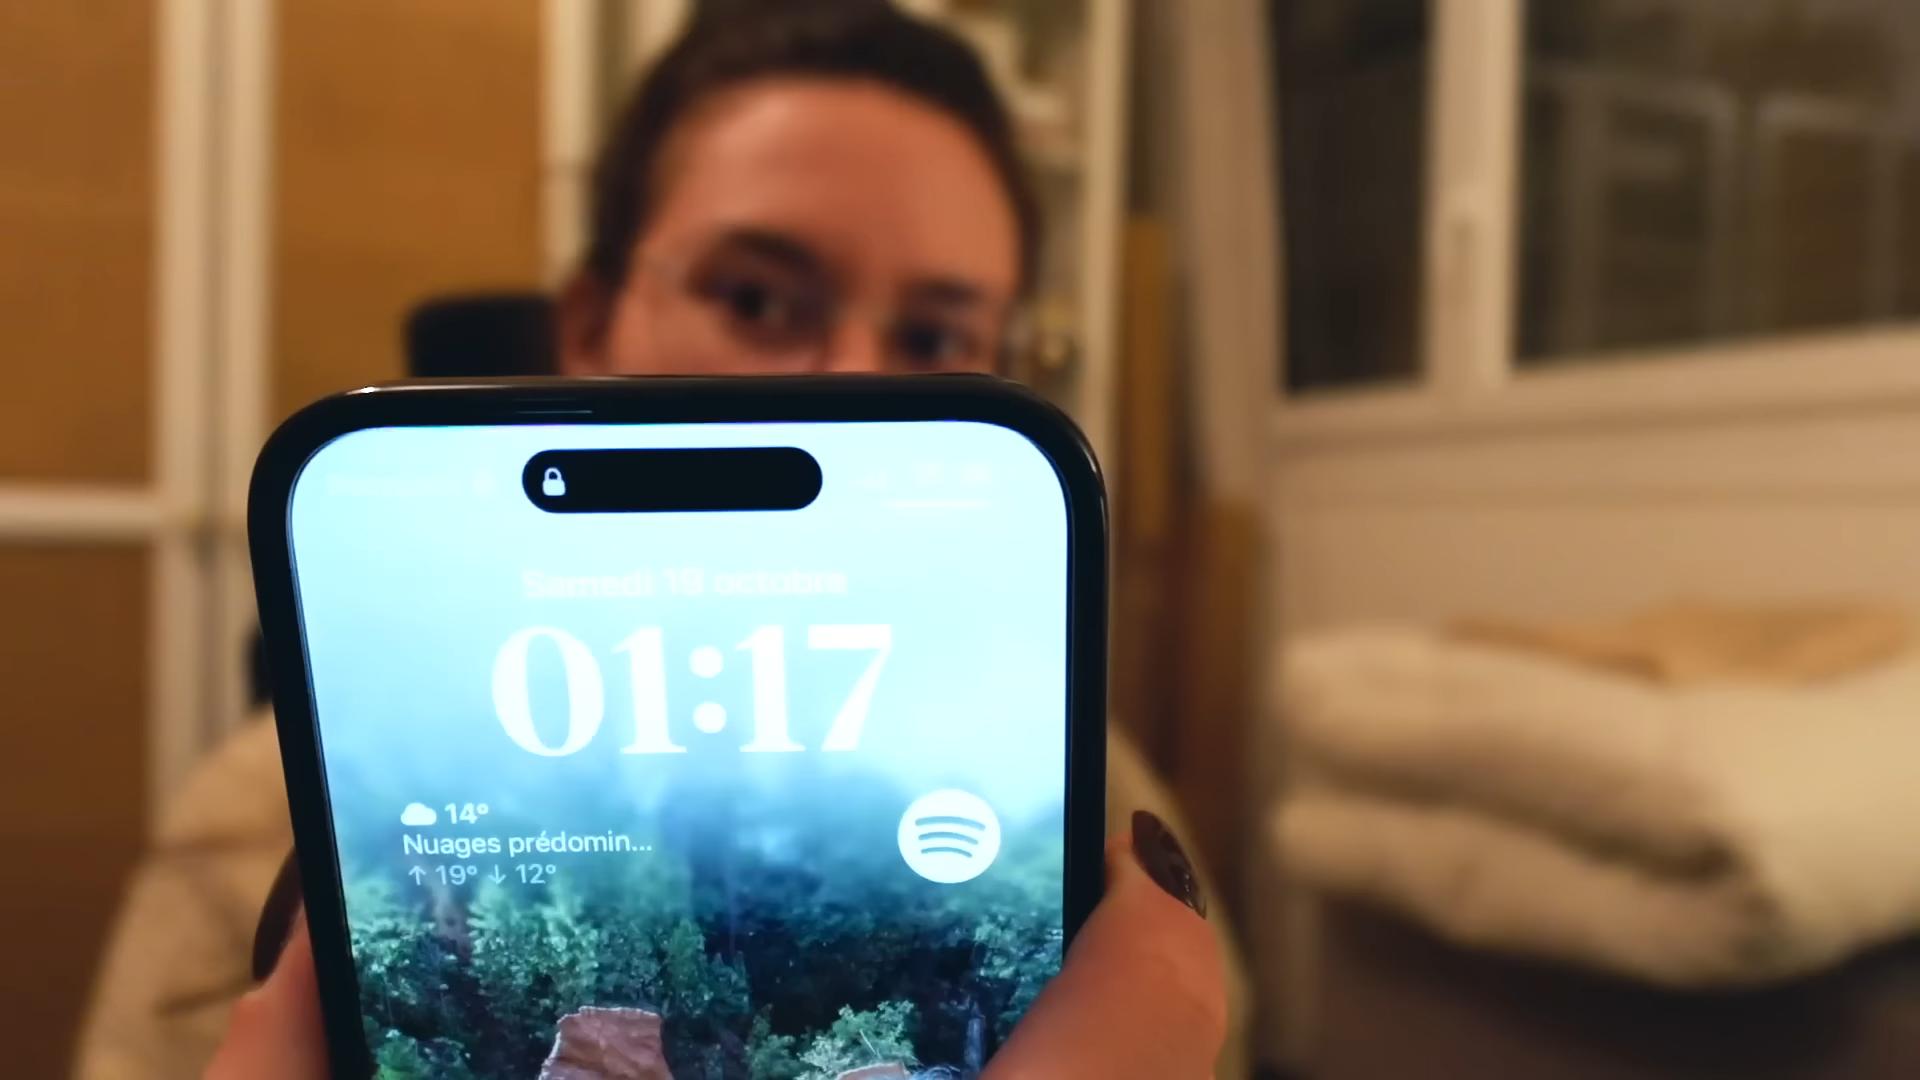 Samedi 19 octobre
01:17
14°
Nuages prédomin...
↑ 19° ↓ 12°